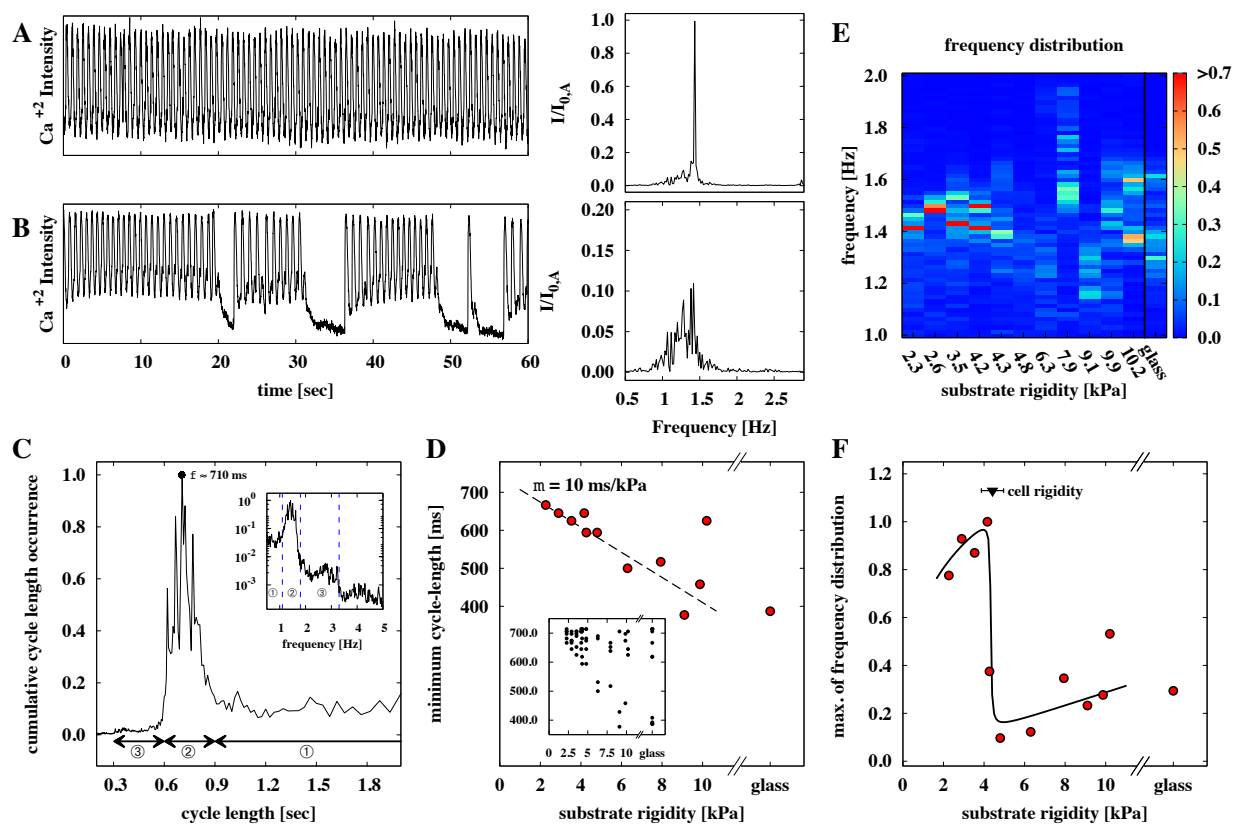 A
Ca +2 Intensity
I/I0,A
1.0
0.8
0.6
0.4
0.2
0.0
B
Ca +2 Intensity
0 10 20 30 40 50 60
time [sec]
I/I0,A
0.20
0.15
0.10
0.05
0.00
0.5 1 1.5 2 2.5
Frequency [Hz]
E
frequency distribution
frequency [Hz]
2.0
1.8
1.6
1.4
1.2
1.0
2.3 2.6 3.5 4.2 4.3 4.8 6.3 7.9 9.1 9.9 10.2 glass
substrate rigidity [kPa]
>0.7
0.6
0.5
0.4
0.3
0.2
0.1
0.0
C
cumulative cycle length occurrence
1.0
0.8
0.6
0.4
0.2
0.0
f ≈ 710 ms
10^0
10^-1
10^-2
10^-3
① ② ③
1 2 3 4 5
frequency [Hz]
③ ② ①
0.3 0.6 0.9 1.2 1.5 1.8
cycle length [sec]
D
minimum cycle-length [ms]
700
600
500
400
m = 10 ms/kPa
700.0
600.0
500.0
400.0
0 2.5 5 7.5 10 glass
0 2 4 6 8 10 glass
substrate rigidity [kPa]
F
max. of frequency distribution
1.2
1.0
0.8
0.6
0.4
0.2
0.0
cell rigidity
0 2 4 6 8 10 glass
substrate rigidity [kPa]